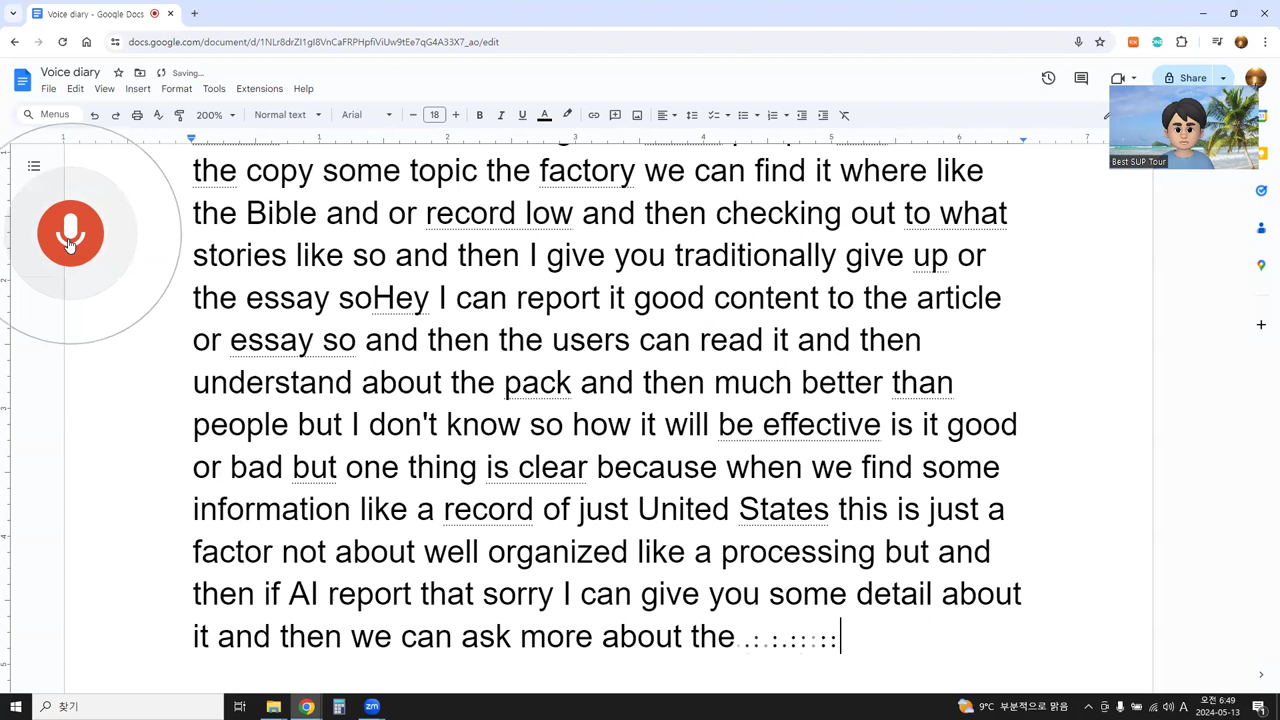 Voice diary - Google Docs
docs.google.com/document/d/1NLr8drZI1gI8VnCaFRPHpfiViUw9tEe7qG4A33X7_ao/edit
Voice diary
Saving...
File Edit View Insert Format Tools Extensions Help
Share
Menus
200%
Normal text
Arial
18
B I U A
1 1 2 3 4 5 6 7
Best SUP Tour
the copy some topic the factory we can find it where like
the Bible and or record low and then checking out to what
stories like so and then I give you traditionally give up or
the essay soHey I can report it good content to the article
or essay so and then the users can read it and then
understand about the pack and then much better than
people but I don't know so how it will be effective is it good
or bad but one thing is clear because when we find some
information like a record of just United States this is just a
factor not about well organized like a processing but and
then if AI report that sorry I can give you some detail about
it and then we can ask more about the
찾기
9°C 부분적으로 맑음
A
오전 6:49
2024-05-13